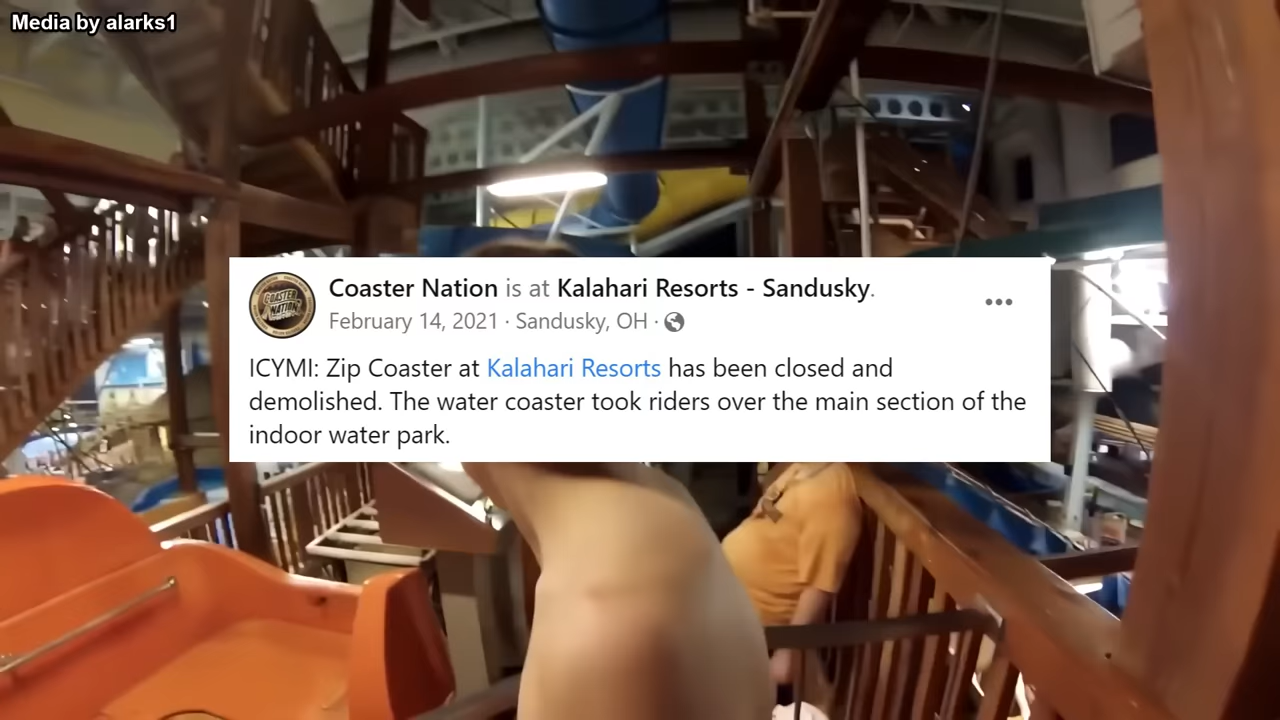 Media by alarks1
COASTER
NATION
Coaster Nation is at Kalahari Resorts - Sandusky.
February 14, 2021 · Sandusky, OH ·
ICYMI: Zip Coaster at Kalahari Resorts has been closed and
demolished. The water coaster took riders over the main section of the
indoor water park.